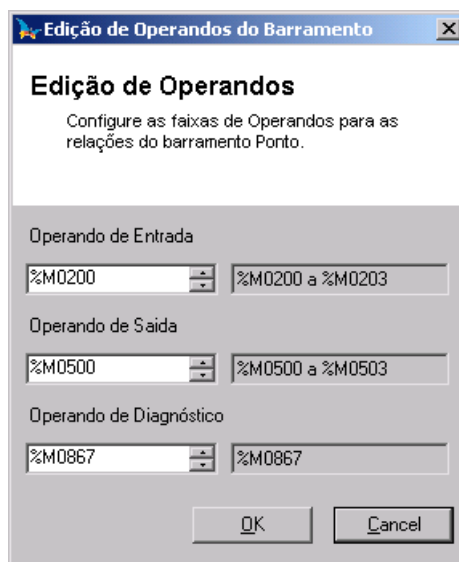 Edição de Operandos do Barramento
Edição de Operandos
Configure as faixas de Operandos para as
relações do barramento Ponto.
Operando de Entrada
%M0200 %M0200 a %M0203
Operando de Saida
%M0500 %M0500 a %M0503
Operando de Diagnóstico
%M0867 %M0867
OK Cancel